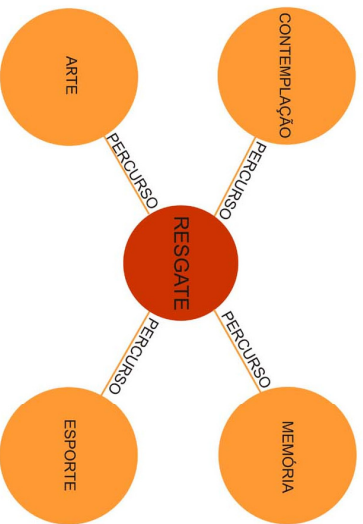 CONTEMPLAÇÃO
MEMÓRIA
PERCURSO
PERCURSO
RESGATE
PERCURSO
PERCURSO
ARTE
ESPORTE